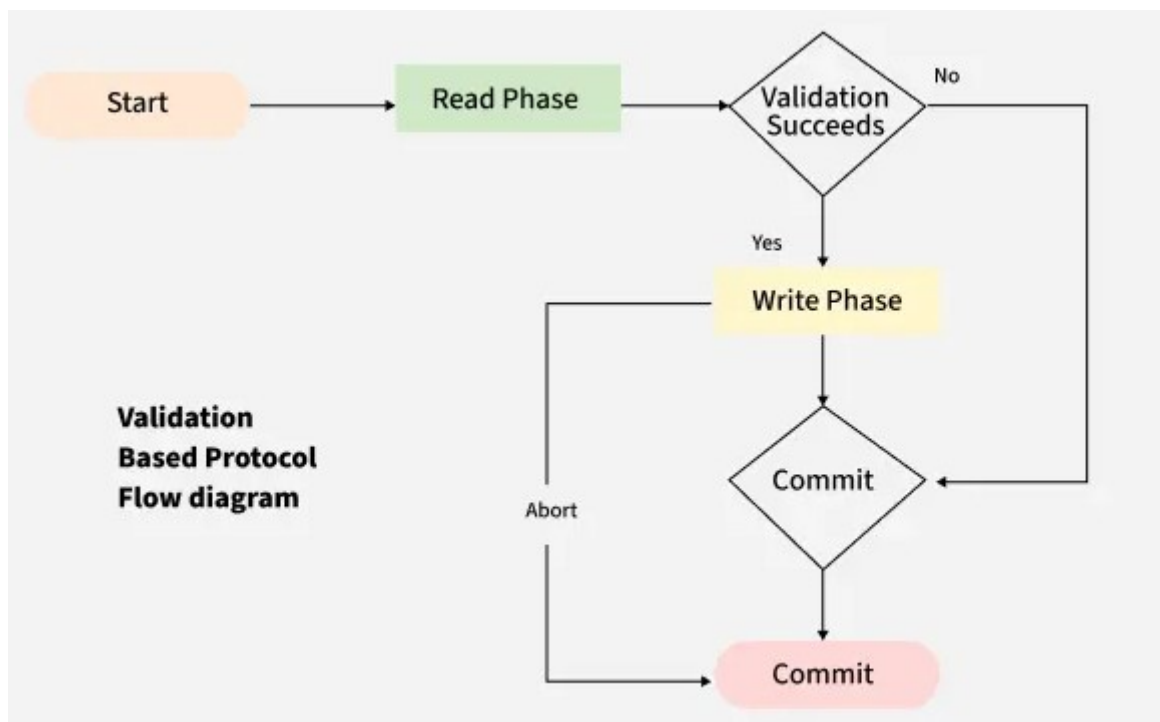 Start
Read Phase
Validation
Succeeds
No
Yes
Write Phase
Validation
Based Protocol
Flow diagram
Commit
Abort
Commit